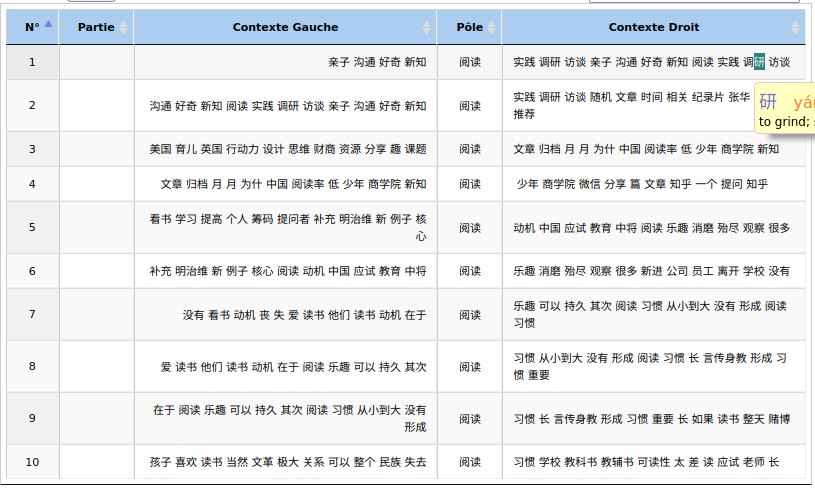 N° Partie Contexte Gauche Pôle Contexte Droit
1 亲子 沟通 好奇 新知 阅读 实践 调研 访谈 亲子 沟通 好奇 新知 阅读 实践 调研 访谈
2 沟通 好奇 新知 阅读 实践 调研 访谈 亲子 沟通 好奇 新知 阅读 实践 调研 访谈 随机 文章 时间 相关 纪录片 张华
推荐
研
to grind;
3 美国 育儿 英国 行动力 设计 思维 财商 资源 分享 趣 课题 阅读 文章 归档 月 月 为什 中国 阅读率 低 少年 商学院 新知
4 文章 归档 月 月 为什 中国 阅读率 低 少年 商学院 新知 阅读 少年 商学院 微信 分享 篇 文章 知乎 一个 提问 知乎
5 看书 学习 提高 个人 筹码 提问者 补充 明治维 新 例子 核
心 阅读 动机 中国 应试 教育 中将 阅读 乐趣 消磨 殆尽 观察 很多
6 补充 明治维 新 例子 核心 阅读 动机 中国 应试 教育 中将 阅读 乐趣 消磨 殆尽 观察 很多 新进 公司 员工 离开 学校 没有
7 没有 看书 动机 丧 失 爱 读书 他们 读书 动机 在于 阅读 乐趣 可以 持久 其次 阅读 习惯 从小到大 没有 形成 阅读
习惯
8 爱 读书 他们 读书 动机 在于 阅读 乐趣 可以 持久 其次 阅读 习惯 从小到大 没有 形成 阅读 习惯 长 言传身教 形成 习
惯 重要
9 在于 阅读 乐趣 可以 持久 其次 阅读 习惯 从小到大 没有
形成 阅读 习惯 长 言传身教 形成 习惯 重要 长 如果 读书 整天 赌博
10 孩子 喜欢 读书 当然 文革 极大 关系 可以 整个 民族 失去 阅读 习惯 学校 教科书 教辅书 可读性 太 差 读 应试 老师 长